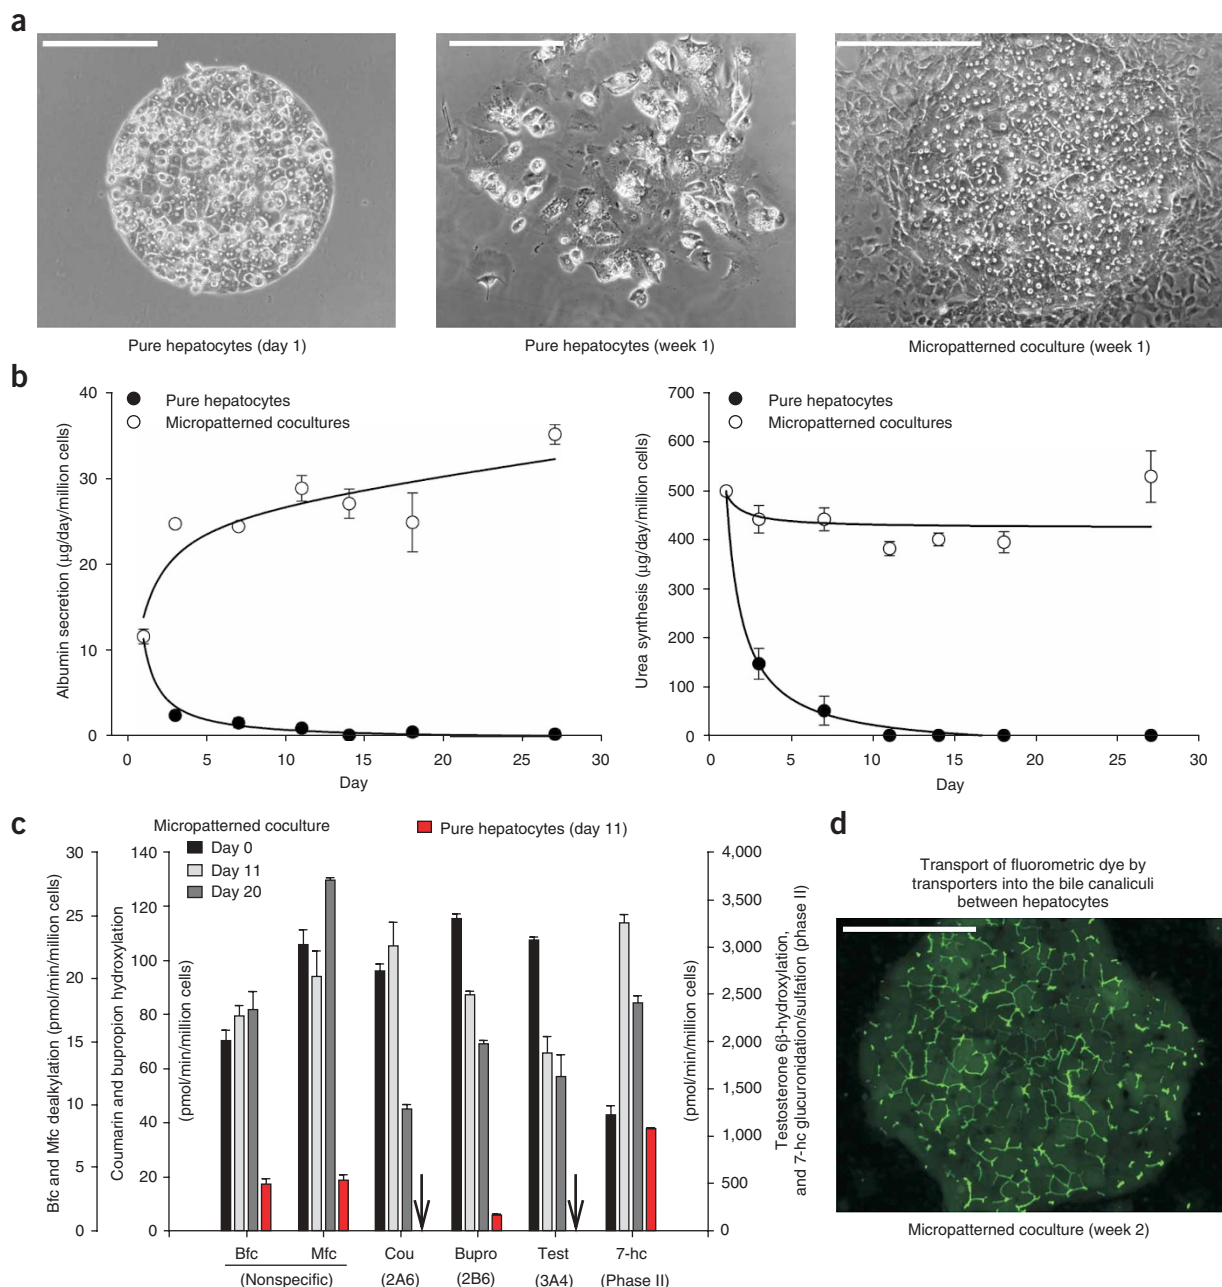 a
Pure hepatocytes (day 1)
Pure hepatocytes (week 1)
Micropatterned coculture (week 1)
b
Albumin secretion (μg/day/million cells)
40
30
20
10
0
Pure hepatocytes
Micropatterned cocultures
0 5 10 15 20 25 30
Day
Urea synthesis (μg/day/million cells)
700
600
500
400
300
200
100
0
Pure hepatocytes
Micropatterned cocultures
0 5 10 15 20 25 30
Day
c
Micropatterned coculture
Day 0
Day 11
Day 20
Pure hepatocytes (day 11)
Bfc and Mfc dealkylation (pmol/min/million cells)
30
25
20
15
10
5
0
Coumarin and bupropion hydroxylation
(pmol/min/million cells)
140
120
100
80
60
40
20
0
4,000
3,500
3,000
2,500
2,000
1,500
1,000
500
0
(pmol/min/million cells)
Testosterone 6β-hydroxylation,
and 7-hc glucuronidation/sulfation (phase II)
Bfc Mfc Cou Bupro Test 7-hc
(Nonspecific) (2A6) (2B6) (3A4) (Phase II)
d
Transport of fluorometric dye by
transporters into the bile canaliculi
between hepatocytes
Micropatterned coculture (week 2)